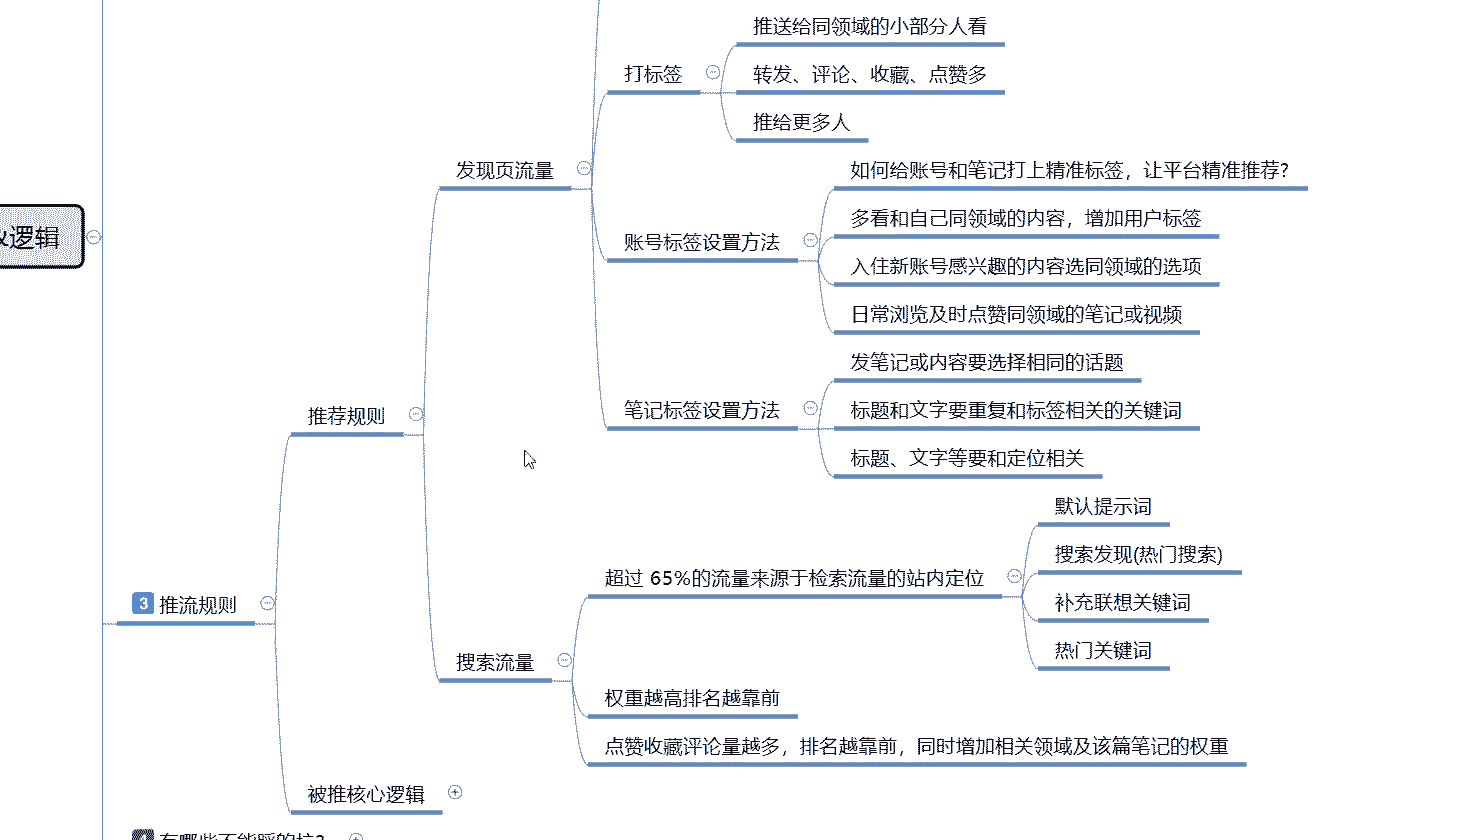 逻辑
3 推流规则
推荐规则
发现页流量
打标签
推送给同领域的小部分人看
转发、评论、收藏、点赞多
推给更多人
账号标签设置方法
如何给账号和笔记打上精准标签，让平台精准推荐？
多看和自己同领域的内容，增加用户标签
入住新账号感兴趣的内容选同领域的选项
日常浏览及时点赞同领域的笔记或视频
笔记标签设置方法
发笔记或内容要选择相同的话题
标题和文字要重复和标签相关的关键词
标题、文字等要和定位相关
搜索流量
超过 65%的流量来源于检索流量的站内定位
默认提示词
搜索发现(热门搜索)
补充联想关键词
热门关键词
权重越高排名越靠前
点赞收藏评论量越多，排名越靠前，同时增加相关领域及该篇笔记的权重
被推核心逻辑
有哪些不能踩的坑?